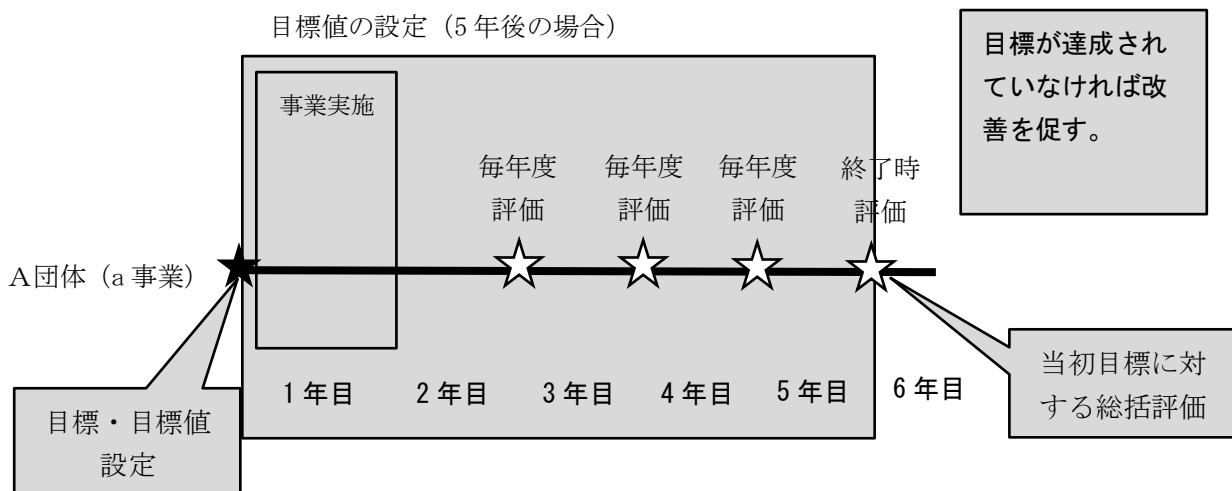 目標値の設定（5 年後の場合）
目標が達成され
ていなければ改
善を促す。
事業実施
毎年度
評価
毎年度
評価
毎年度
評価
終了時
評価
Ａ団体（a 事業）
1 年目
2 年目
3 年目
4 年目
5 年目
6 年目
目標・目標値
設定
当初目標に対
する総括評価